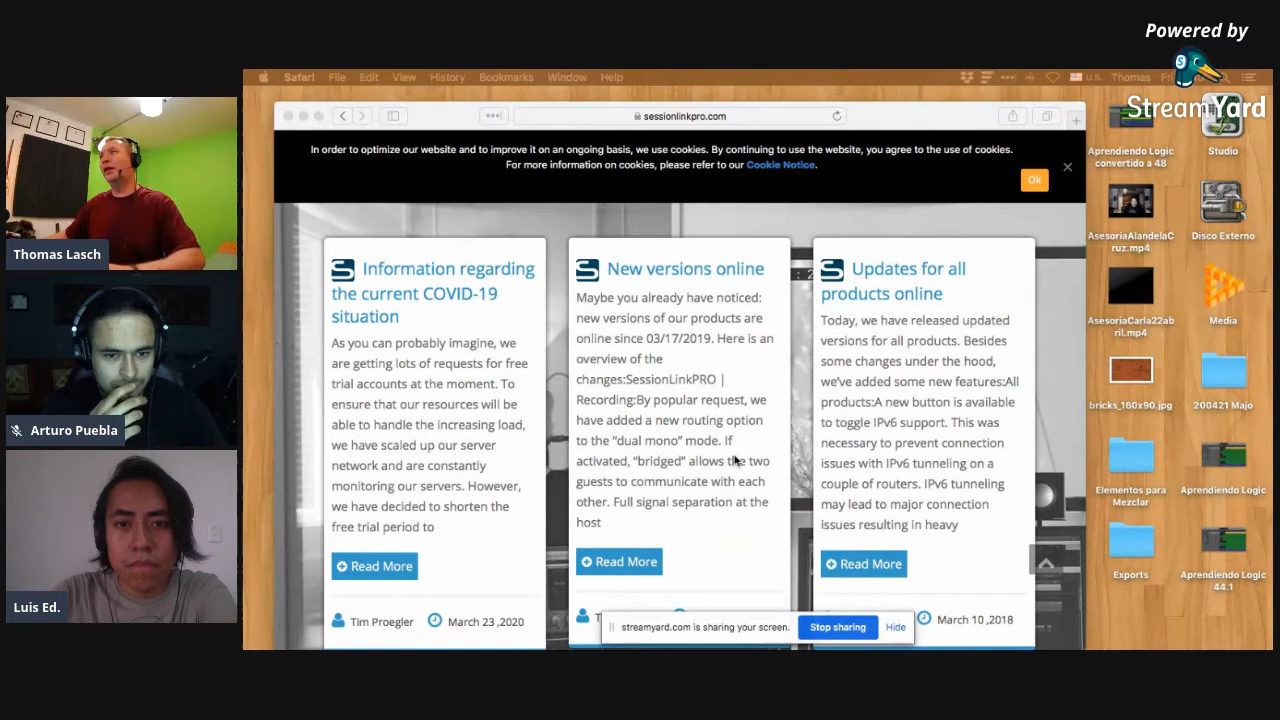 Powered by
StreamYard
Safari File Edit View History Bookmarks Window Help
U.S. Thomas Fri
sessionlinkpro.com
In order to optimize our website and to improve it on an ongoing basis, we use cookies. By continuing to use the website, you agree to the use of cookies.
For more information on cookies, please refer to our Cookie Notice.
Ok
Thomas Lasch
Arturo Puebla
Luis Ed.
Information regarding
the current COVID-19
situation
As you can probably imagine, we
are getting lots of requests for free
trial accounts at the moment. To
ensure that our resources will be
able to handle the increasing load,
we have scaled up our server
network and are constantly
monitoring our servers. However,
we have decided to shorten the
free trial period to
Read More
Tim Proegler March 23 ,2020
New versions online
Maybe you already have noticed:
new versions of our products are
online since 03/17/2019. Here is an
overview of the
changes:SessionLinkPRO |
Recording:By popular request, we
have added a new routing option
to the “dual mono” mode. If
activated, “bridged” allows the two
guests to communicate with each
other. Full signal separation at the
host
Read More
Updates for all
products online
Today, we have released updated
versions for all products. Besides
some changes under the hood,
we’ve added some new features:All
products:A new button is available
to toggle IPv6 support. This was
necessary to prevent connection
issues with IPv6 tunneling on a
couple of routers. IPv6 tunneling
may lead to major connection
issues resulting in heavy
Read More
March 10 ,2018
streamyard.com is sharing your screen. Stop sharing Hide
Aprendiendo Logic
convertido a 48
Studio
AsesoriaAlandelaC
ruz.mp4
Disco Externo
AsesoriaCarla22ab
ril.mp4
Media
bricks_160x90.jpg
200421 Majo
Elementos para
Mezclar
Aprendiendo Logic
Exports
Aprendiendo Logic
44.1